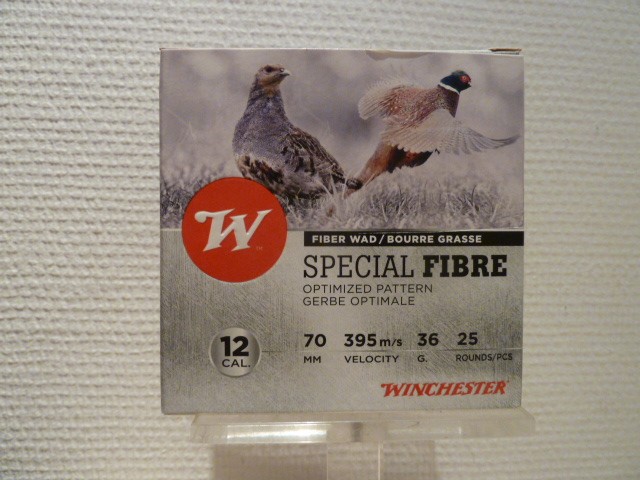 W
FIBER WAD/BOURRE GRASSE
SPECIAL FIBRE
OPTIMIZED PATTERN
GERBE OPTIMALE
12 CAL.
70 MM
395 m/s VELOCITY
36 G.
25 ROUNDS/PCS
WINCHESTER